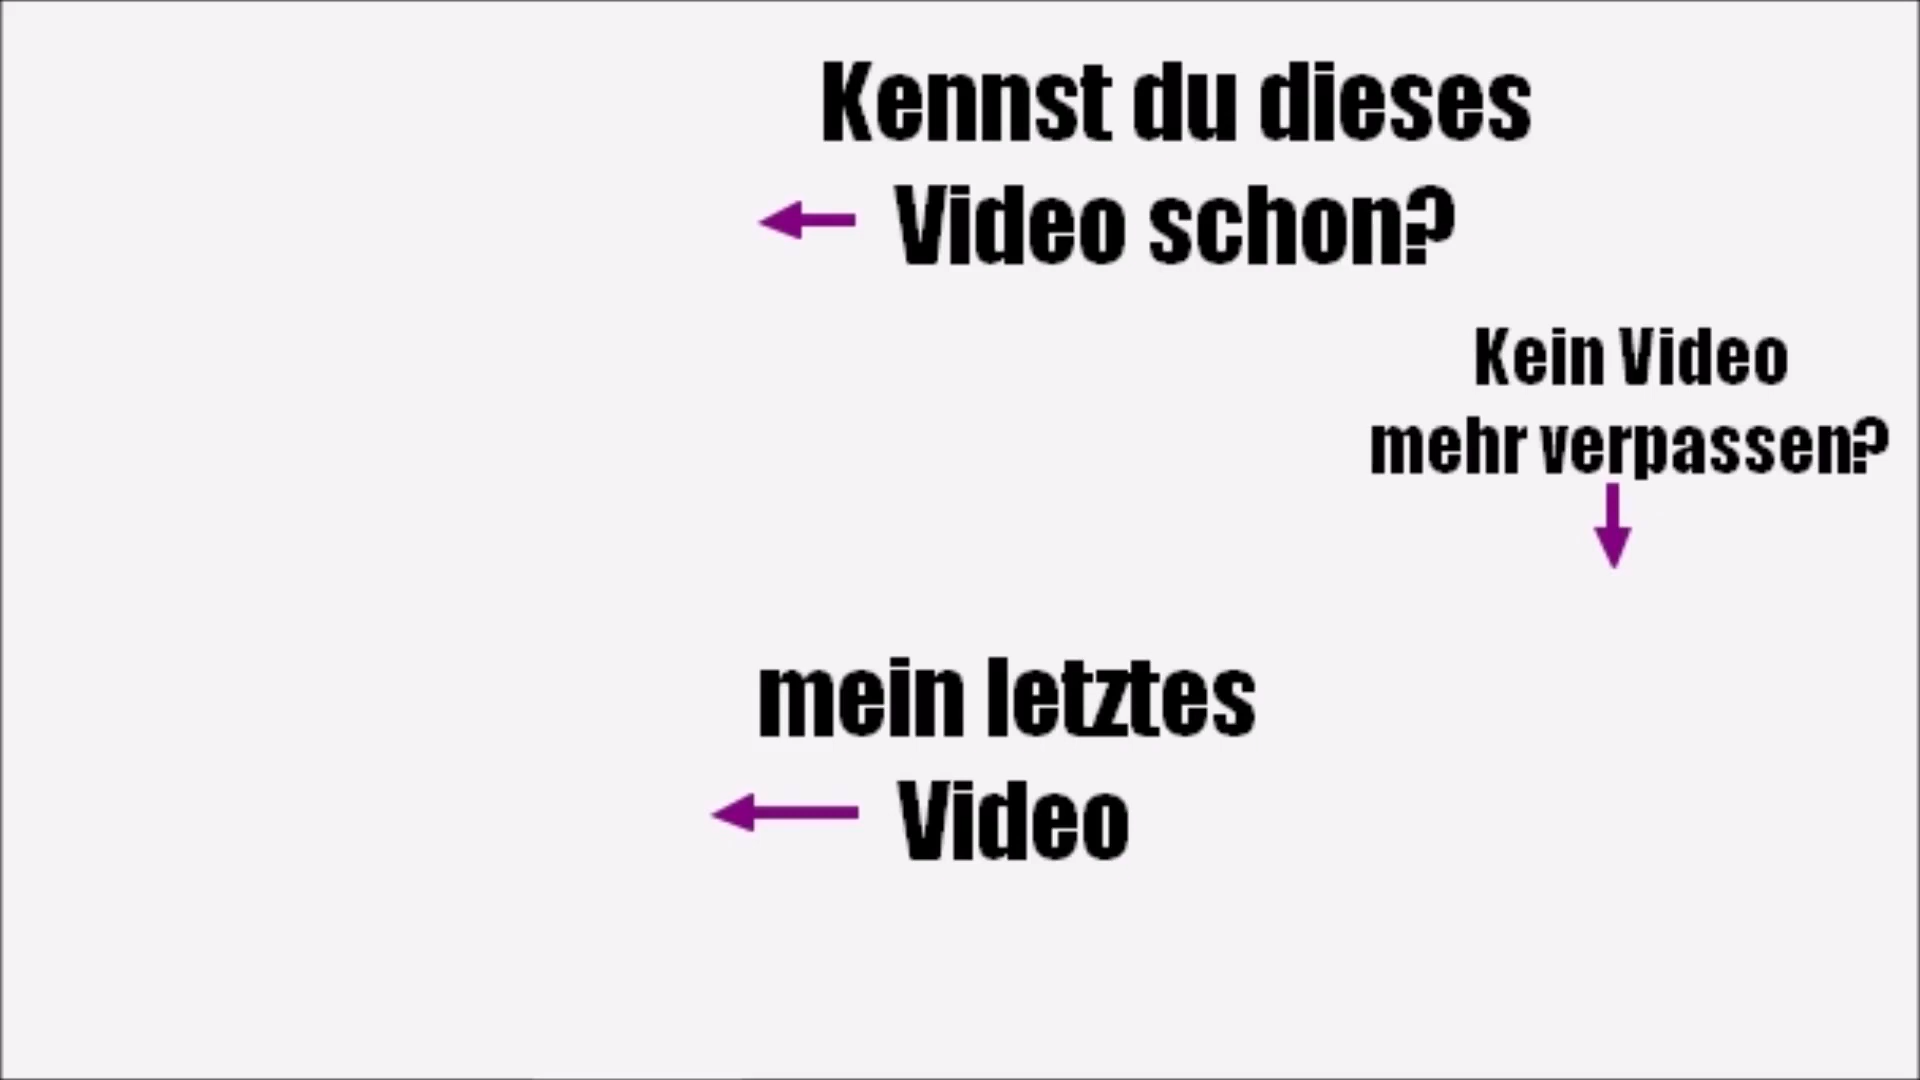 Kennst du dieses
Video schon?
Kein Video
mehr verpassen?
mein letztes
Video